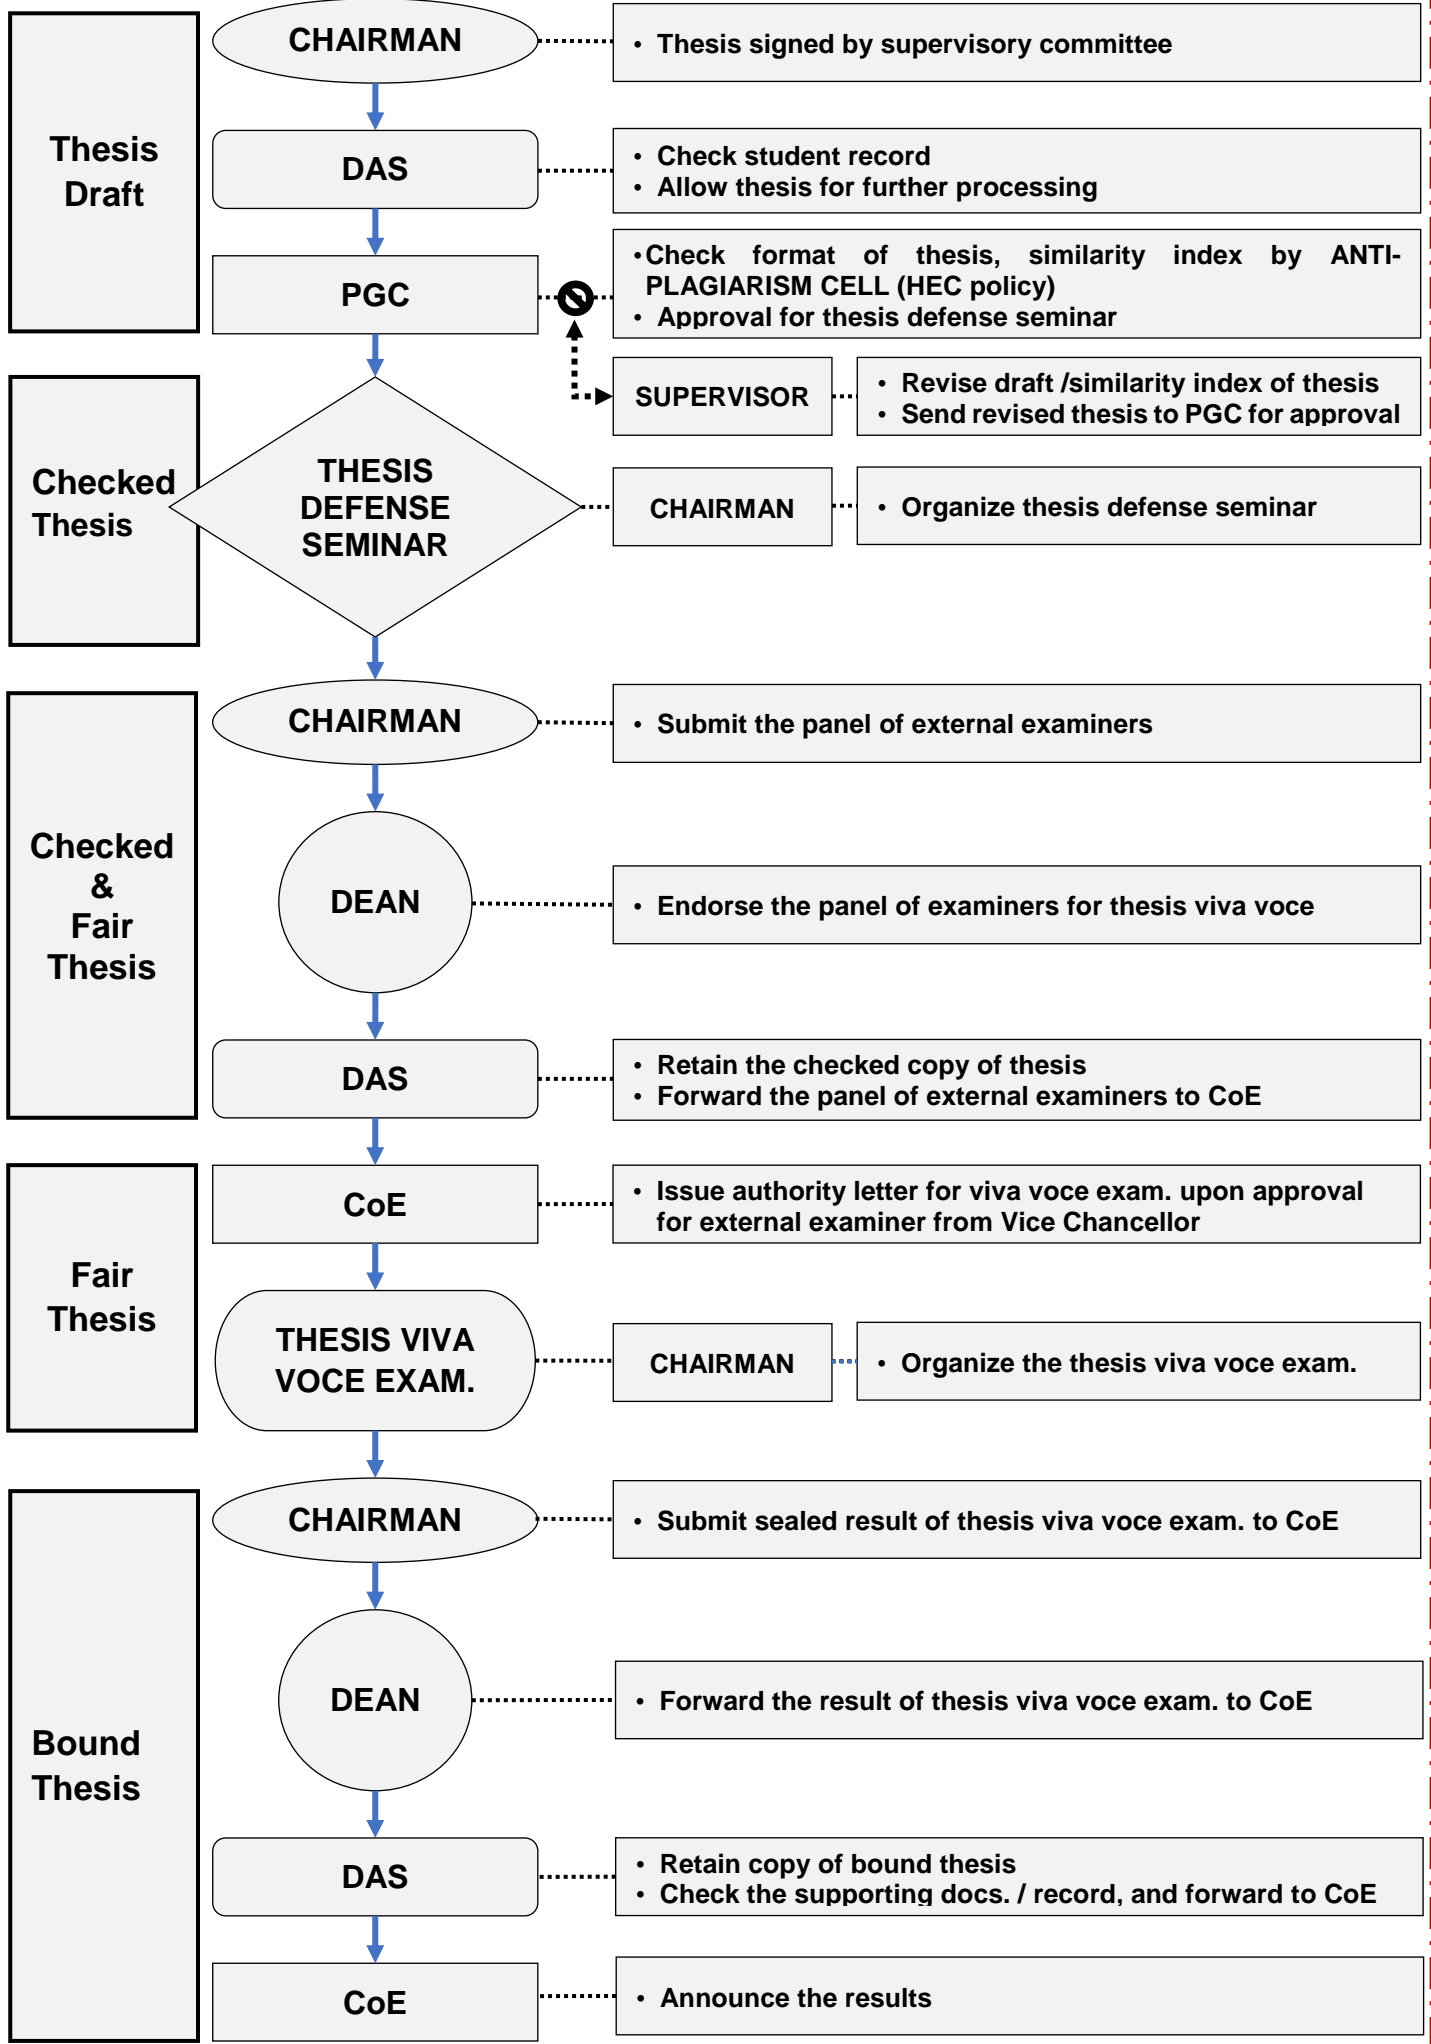 Thesis
Draft
CHAIRMAN
• Thesis signed by supervisory committee
DAS
• Check student record
• Allow thesis for further processing
PGC
• Check format of thesis, similarity index by ANTI-
PLAGIARISM CELL (HEC policy)
• Approval for thesis defense seminar
SUPERVISOR
• Revise draft /similarity index of thesis
• Send revised thesis to PGC for approval
Checked
Thesis
THESIS
DEFENSE
SEMINAR
CHAIRMAN
• Organize thesis defense seminar
Checked
&
Fair
Thesis
CHAIRMAN
• Submit the panel of external examiners
DEAN
• Endorse the panel of examiners for thesis viva voce
DAS
• Retain the checked copy of thesis
• Forward the panel of external examiners to CoE
Fair
Thesis
CoE
• Issue authority letter for viva voce exam. upon approval
for external examiner from Vice Chancellor
THESIS VIVA
VOCE EXAM.
CHAIRMAN
• Organize the thesis viva voce exam.
Bound
Thesis
CHAIRMAN
• Submit sealed result of thesis viva voce exam. to CoE
DEAN
• Forward the result of thesis viva voce exam. to CoE
DAS
• Retain copy of bound thesis
• Check the supporting docs. / record, and forward to CoE
CoE
• Announce the results